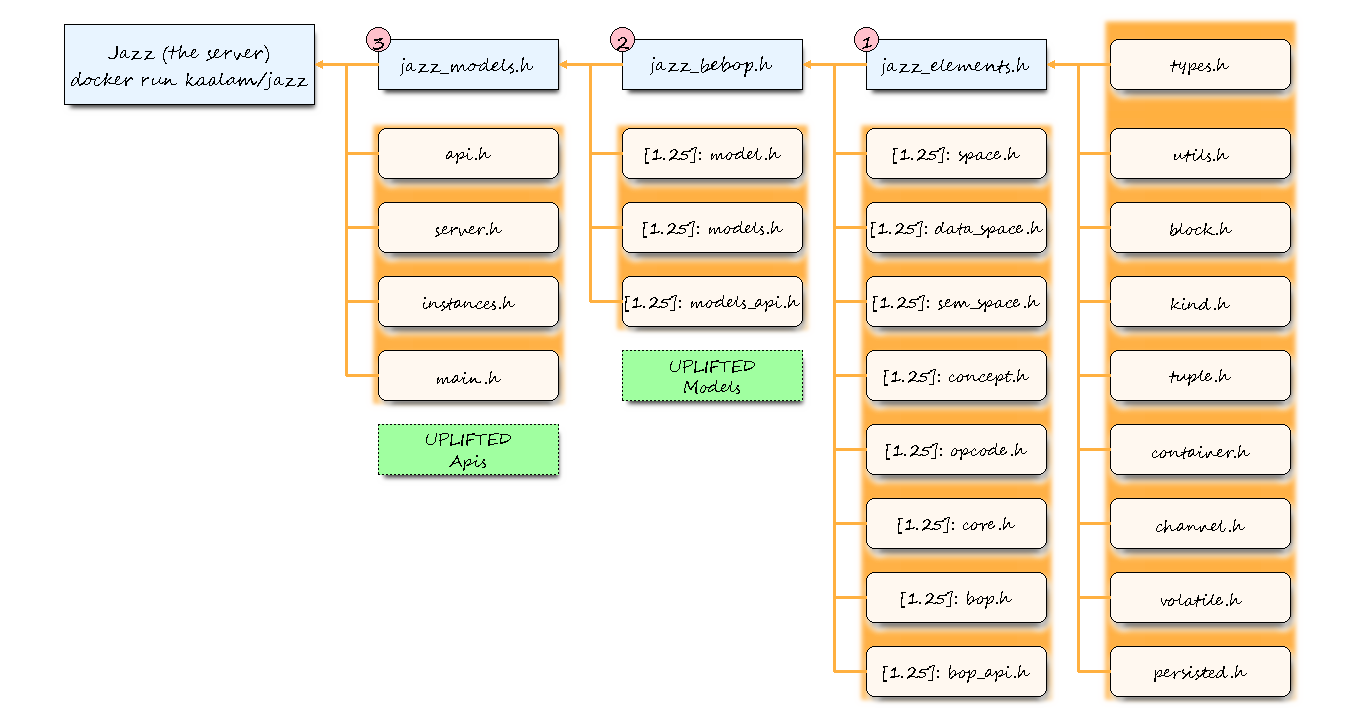 Jazz (the server)
docker run kaalam/jazz
3
jazz_models.h
2
jazz_bebop.h
1
jazz_elements.h
types.h
api.h
[1.25]: model.h
[1.25]: space.h
utils.h
server.h
[1.25]: models.h
[1.25]: data_space.h
block.h
instances.h
[1.25]: models_api.h
[1.25]: sem_space.h
kind.h
main.h
UPLIFTED
Models
[1.25]: concept.h
tuple.h
UPLIFTED
Apis
[1.25]: opcode.h
container.h
[1.25]: core.h
channel.h
[1.25]: bop.h
volatile.h
[1.25]: bop_api.h
persisted.h